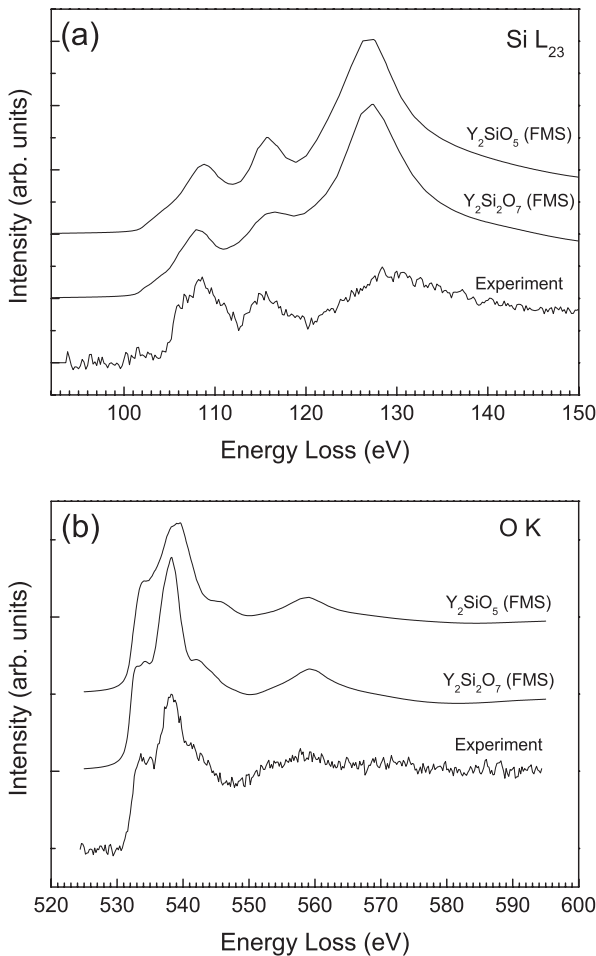 (a)
Si L₂₃
Y₂SiO₅ (FMS)
Y₂Si₂O₇ (FMS)
Experiment
Intensity (arb. units)
100 110 120 130 140 150
Energy Loss (eV)
(b)
O K
Y₂SiO₅ (FMS)
Y₂Si₂O₇ (FMS)
Experiment
Intensity (arb. units)
520 530 540 550 560 570 580 590 600
Energy Loss (eV)